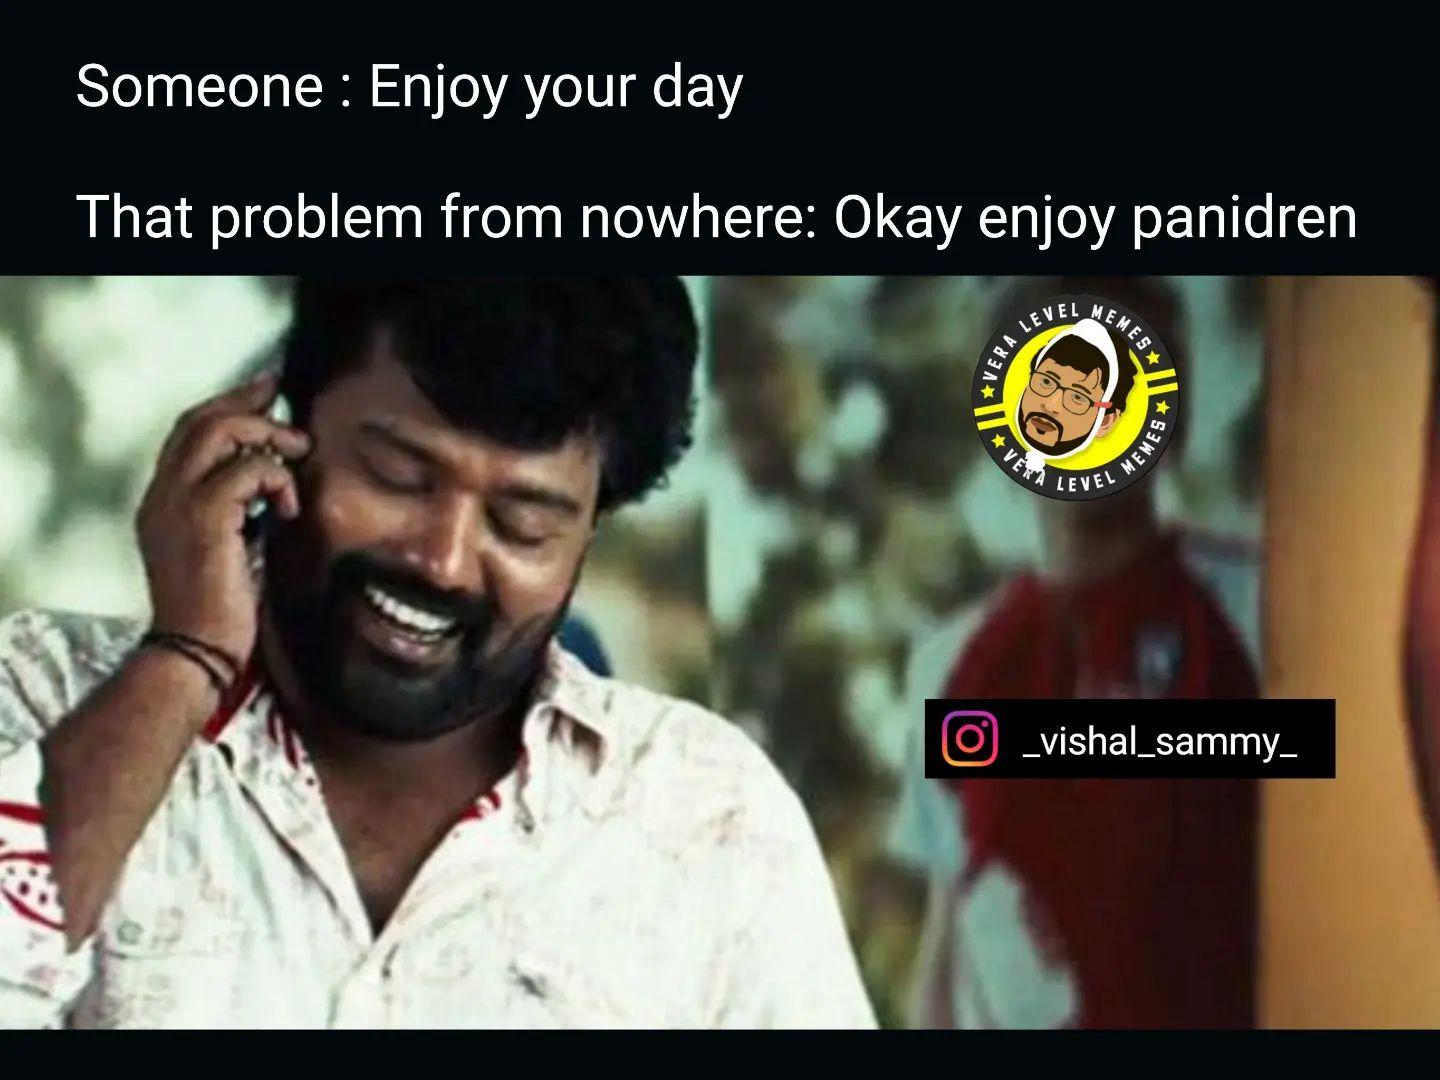 Someone : Enjoy your day
That problem from nowhere: Okay enjoy panidren
VERA LEVEL MEMES
VERA LEVEL MEMES
_vishal_sammy_